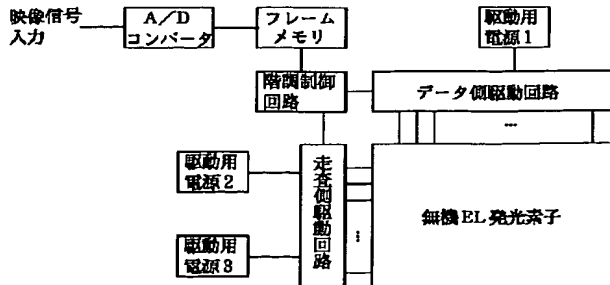 映像信号
入力
A/D
コンバータ
フレーム
メモリ
駆動用
電源1
階調制御
回路
データ側駆動回路
…
駆動用
電源2
走査側駆動回路
…
無機EL発光素子
駆動用
電源3